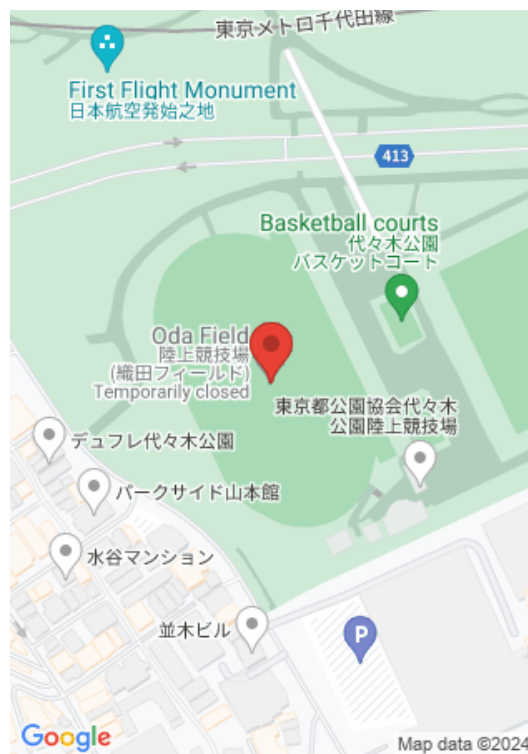 東京メトロ千代田線
First Flight Monument
日本航空発始之地
413
Basketball courts
代々木公園
バスケットコート
Oda Field
陸上競技場
(織田フィールド)
Temporarily closed
東京都公園協会代々木
公園陸上競技場
デュフレ代々木公園
パークサイド山本館
水谷マンション
並木ビル
P
Google
Map data ©2024